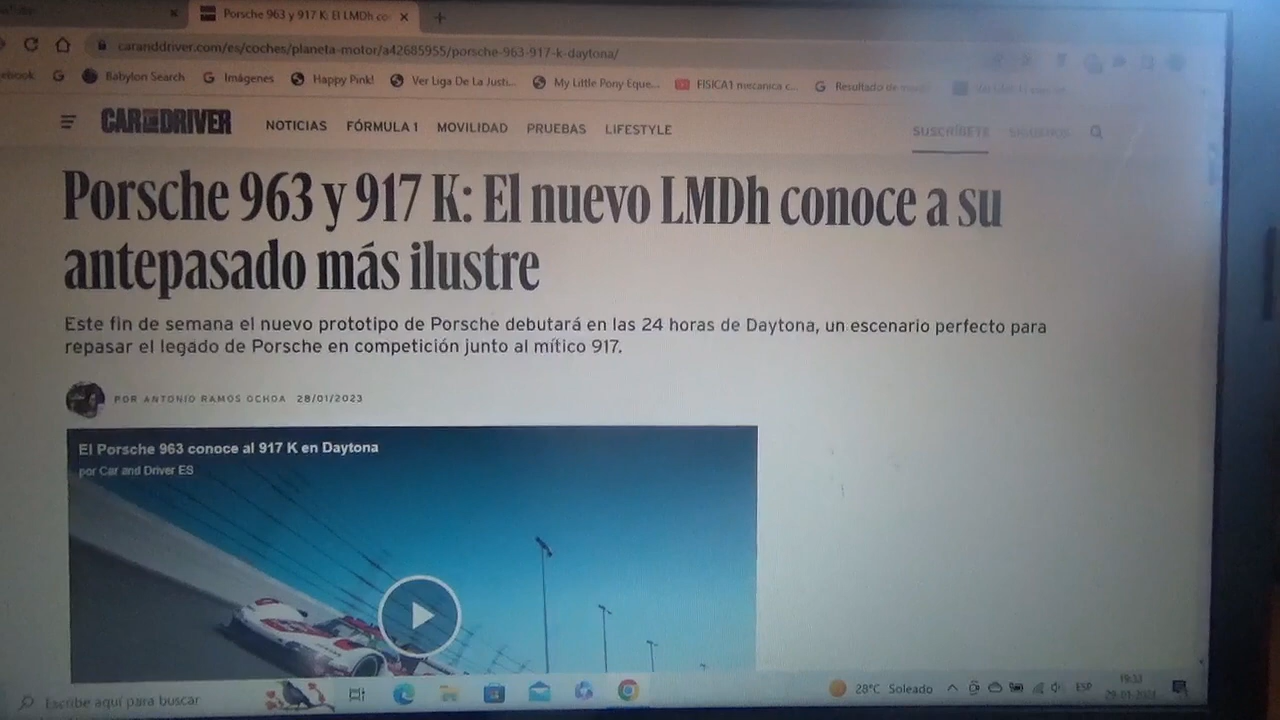 Porsche 963 y 917 K: El LMDh co
caranddriver.com/es/coches/planeta-motor/a42685955/porsche-963-917-k-daytona/
ebook
Babylon Search
Imágenes
Happy Pink!
Ver Liga De La Justi...
My Little Pony Eque...
FISICA1 mecanica c...
Resultado de
CAR AND DRIVER
NOTICIAS
FÓRMULA 1
MOVILIDAD
PRUEBAS
LIFESTYLE
SUSCRÍBETE
SÍGUENOS
Porsche 963 y 917 K: El nuevo LMDh conoce a su
antepasado más ilustre
Este fin de semana el nuevo prototipo de Porsche debutará en las 24 horas de Daytona, un escenario perfecto para
repasar el legado de Porsche en competición junto al mítico 917.
POR ANTONIO RAMOS OCHOA 28/01/2023
El Porsche 963 conoce al 917 K en Daytona
por Car and Driver ES
Escribe aquí para buscar
28°C Soleado
ESP
19:33